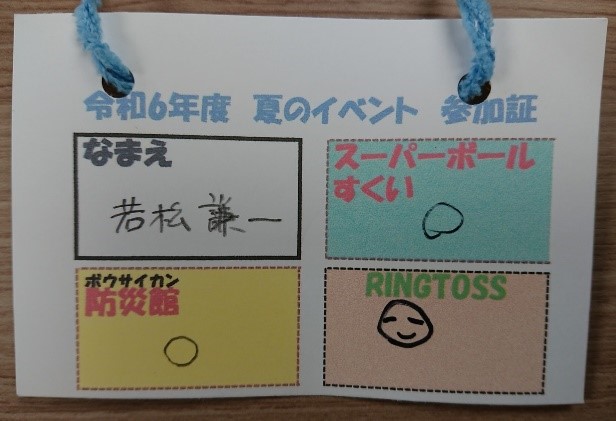 令和6年度 夏のイベント 参加証
なまえ
若松 謙一
スーパーボール
すくい
ボウサイカン
防災館
RINGTOSS